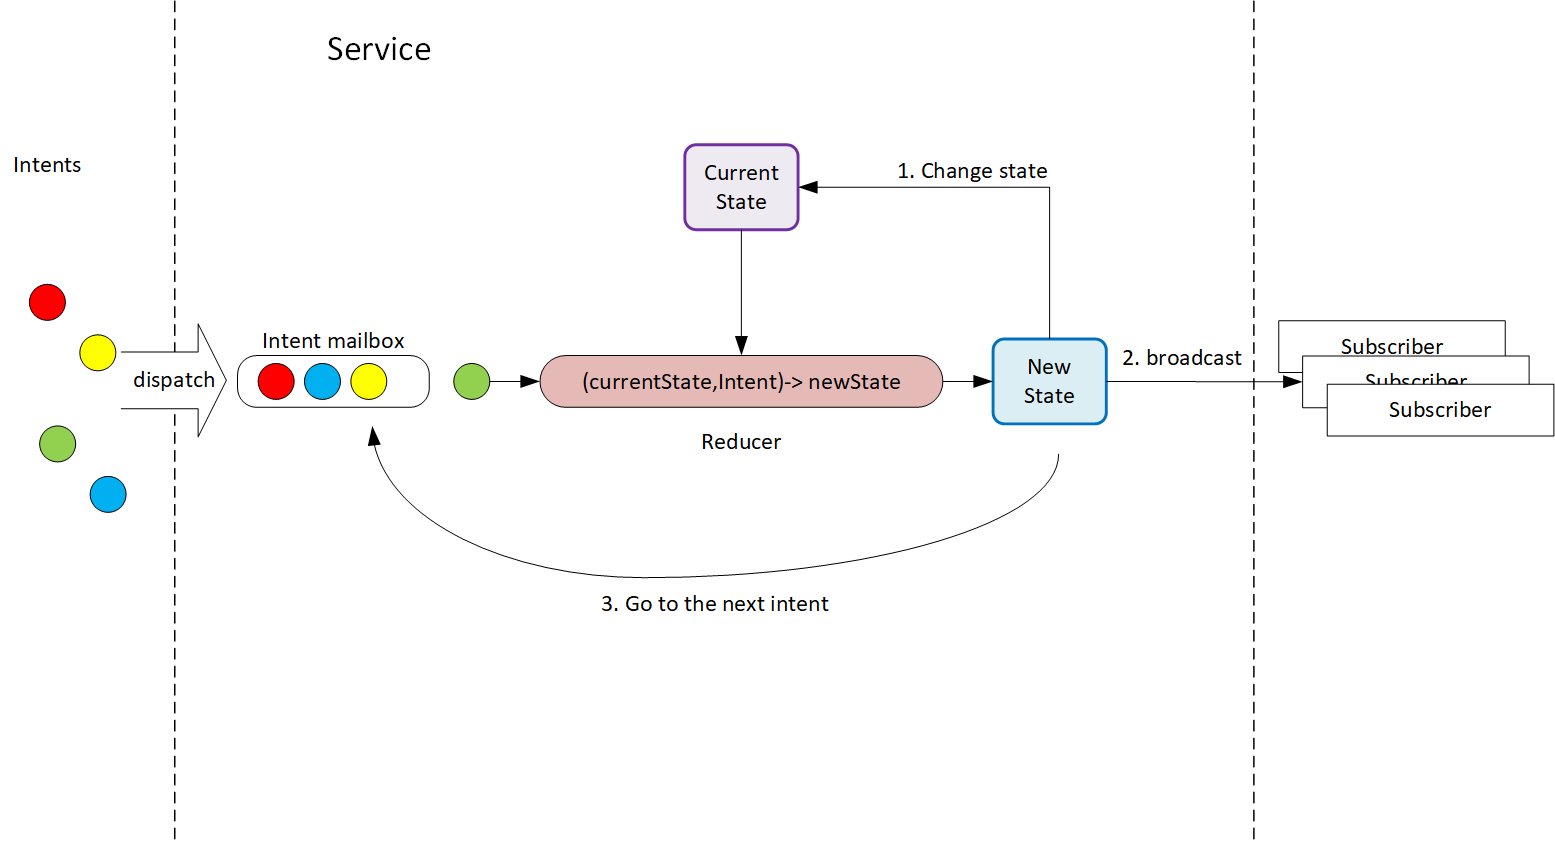 Service
Intents
Current
State
1. Change state
Intent mailbox
dispatch
(currentState,Intent)-> newState
Reducer
New
State
2. broadcast
Subscriber
Subscriber
Subscriber
3. Go to the next intent